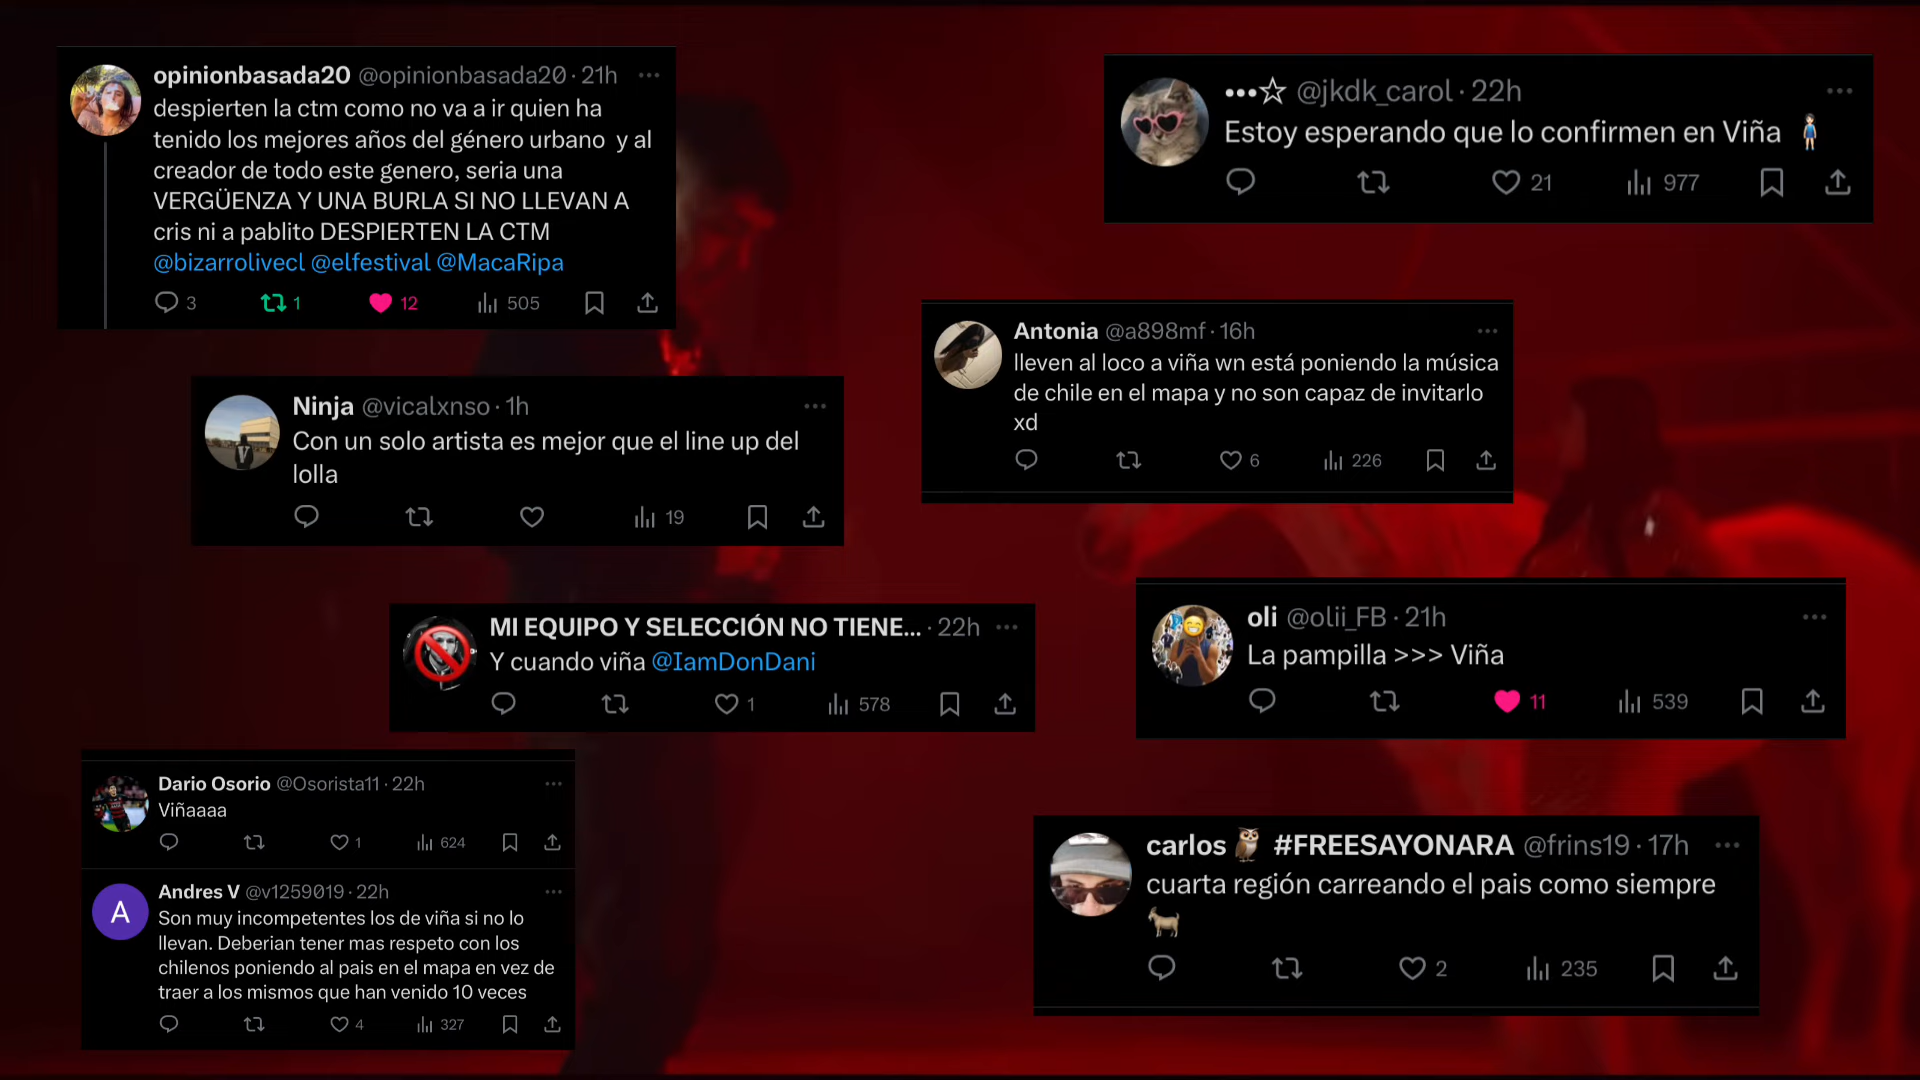 opinionbasada20 @opinionbasada20 · 21h
despierten la ctm como no va a ir quien ha
tenido los mejores años del género urbano y al
creador de todo este genero, seria una
VERGÜENZA Y UNA BURLA SI NO LLEVAN A
cris ni a pablito DESPIERTEN LA CTM
@bizarrolivecl @elfestival @MacaRipa
3 1 12 505
•••☆ @jkdk_carol · 22h
Estoy esperando que lo confirmen en Viña 🧍🏻‍♂️
21 977
Antonia @a898mf · 16h
lleven al loco a viña wn está poniendo la música
de chile en el mapa y no son capaz de invitarlo
xd
6 226
Ninja @vicalxnso · 1h
Con un solo artista es mejor que el line up del
lolla
19
V
MI EQUIPO Y SELECCIÓN NO TIENE... · 22h
Y cuando viña @IamDonDani
1 578
oli @olii_FB · 21h
La pampilla >>> Viña
11 539
Dario Osorio @Osorista11 · 22h
Viñaaaa
1 624
A
Andres V @v1259019 · 22h
Son muy incompetentes los de viña si no lo
llevan. Deberian tener mas respeto con los
chilenos poniendo al pais en el mapa en vez de
traer a los mismos que han venido 10 veces
4 327
carlos🦉 #FREESAYONARA @frins19 · 17h
cuarta región carreando el pais como siempre
🐐
2 235